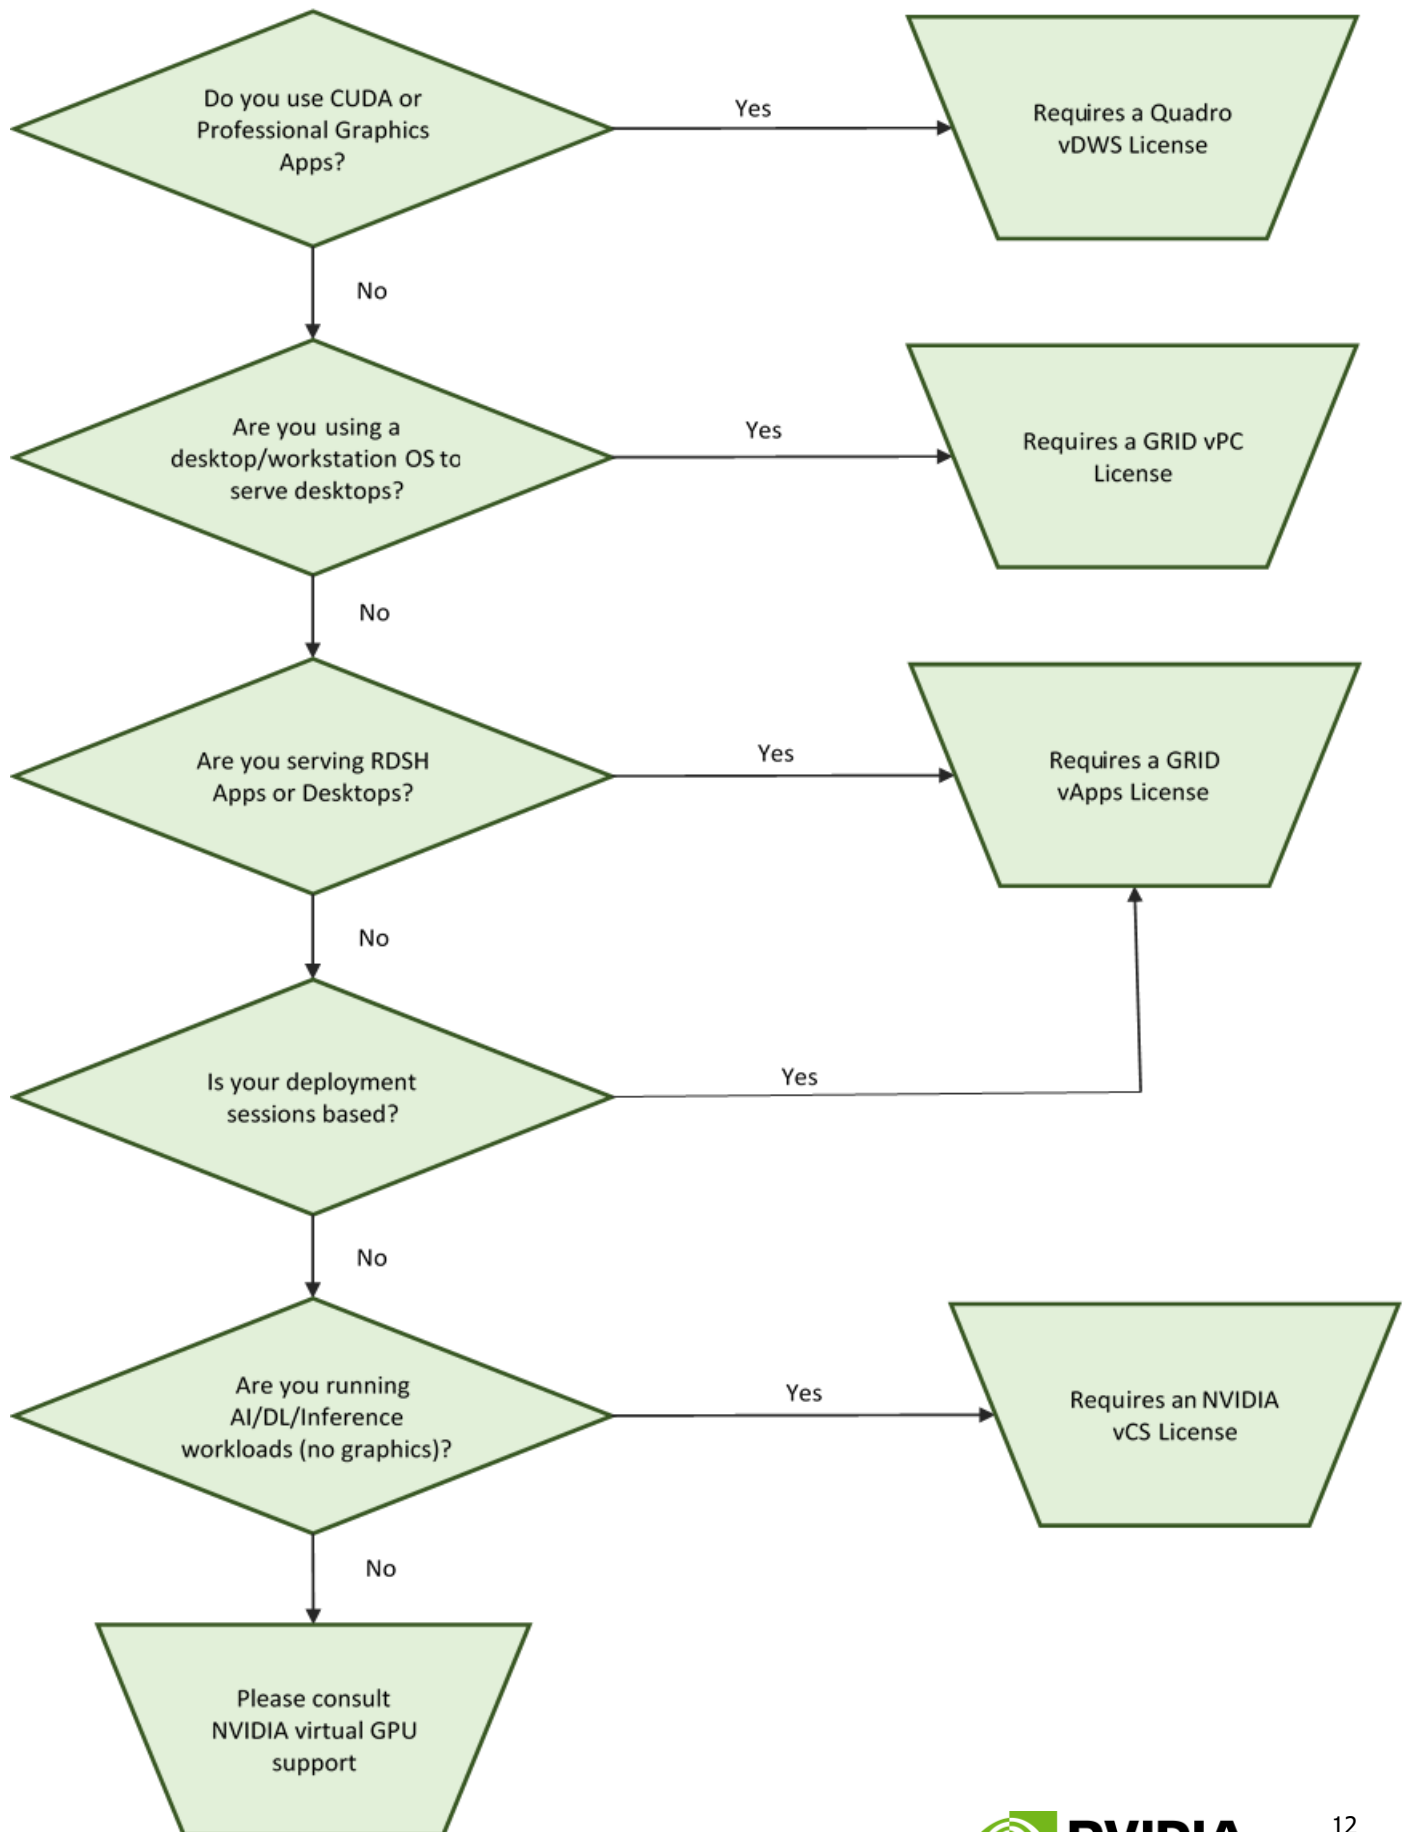 Do you use CUDA or
Professional Graphics
Apps?
Yes
Requires a Quadro
vDWS License
No
Are you using a
desktop/workstation OS to
serve desktops?
Yes
Requires a GRID vPC
License
No
Are you serving RDSH
Apps or Desktops?
Yes
Requires a GRID
vApps License
No
Is your deployment
sessions based?
Yes
No
Are you running
AI/DL/Inference
workloads (no graphics)?
Yes
Requires an NVIDIA
vCS License
No
Please consult
NVIDIA virtual GPU
support
NVIDIA
12